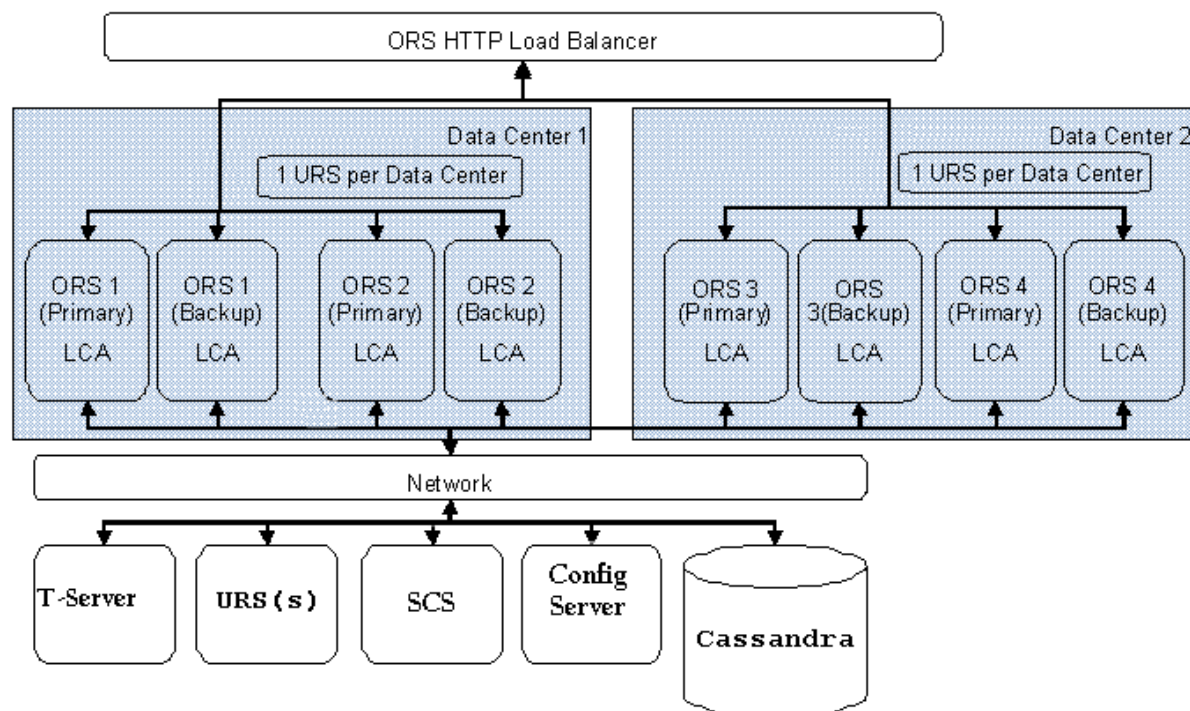 ORS HTTP Load Balancer
Data Center 1
1 URS per Data Center
ORS 1
(Primary)
LCA
ORS 1
(Backup)
LCA
ORS 2
(Primary)
LCA
ORS 2
(Backup)
LCA
Data Center 2
1 URS per Data Center
ORS 3
(Primary)
LCA
ORS
3(Backup)
LCA
ORS 4
(Primary)
LCA
ORS 4
(Backup)
LCA
Network
T-Server
URS(s)
SCS
Config
Server
Cassandra